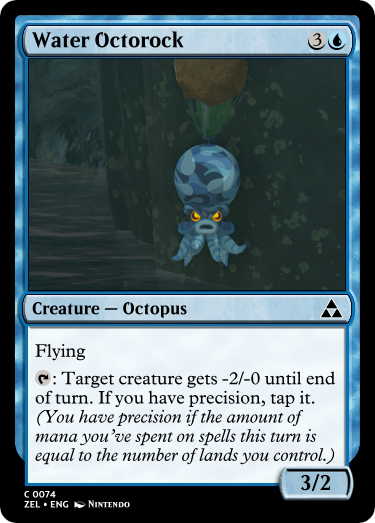 Water Octorock 3
Creature — Octopus
Flying
: Target creature gets -2/-0 until end
of turn. If you have precision, tap it.
(You have precision if the amount of
mana you've spent on spells this turn is
equal to the number of lands you control.)
3/2
C 0074
ZEL • ENG NINTENDO